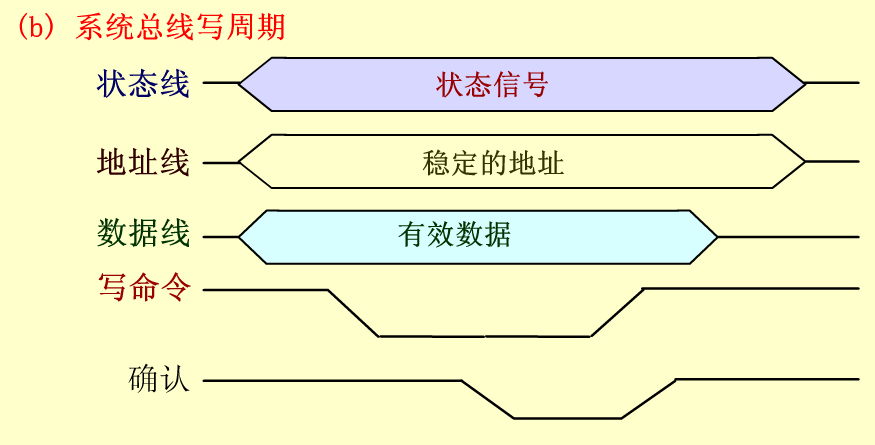 (b) 系统总线写周期
状态线 状态信号
地址线 稳定的地址
数据线 有效数据
写命令
确认